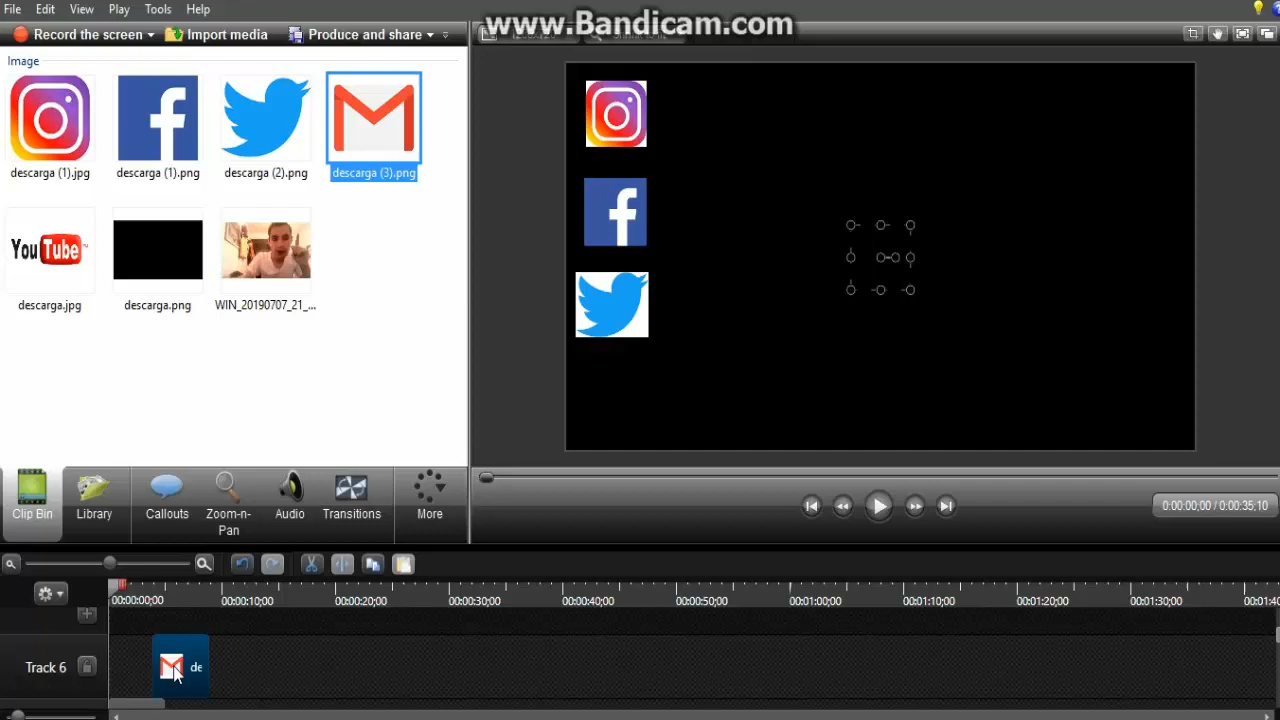 File Edit View Play Tools Help
www.Bandicam.com
Record the screen Import media Produce and share
Image
descarga (1).jpg descarga (1).png descarga (2).png descarga (3).png
You Tube
descarga.jpg descarga.png WIN_20190707_21_...
Clip Bin Library Callouts Zoom-n-Pan Audio Transitions More
0:00:00;00 / 0:00:35;10
00:00:00;00 00:00:10;00 00:00:20;00 00:00:30;00 00:00:40;00 00:00:50;00 00:01:00;00 00:01:10;00 00:01:20;00 00:01:30;00
Track 6 de